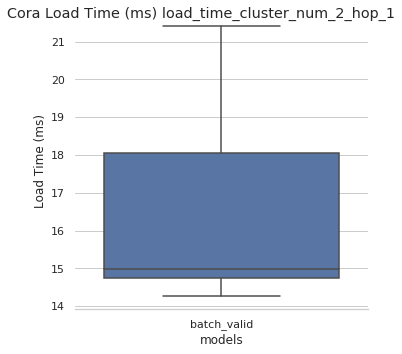 Cora Load Time (ms) load_time_cluster_num_2_hop_1
21
20
19
18
17
16
15
14
Load Time (ms)
batch_valid
models